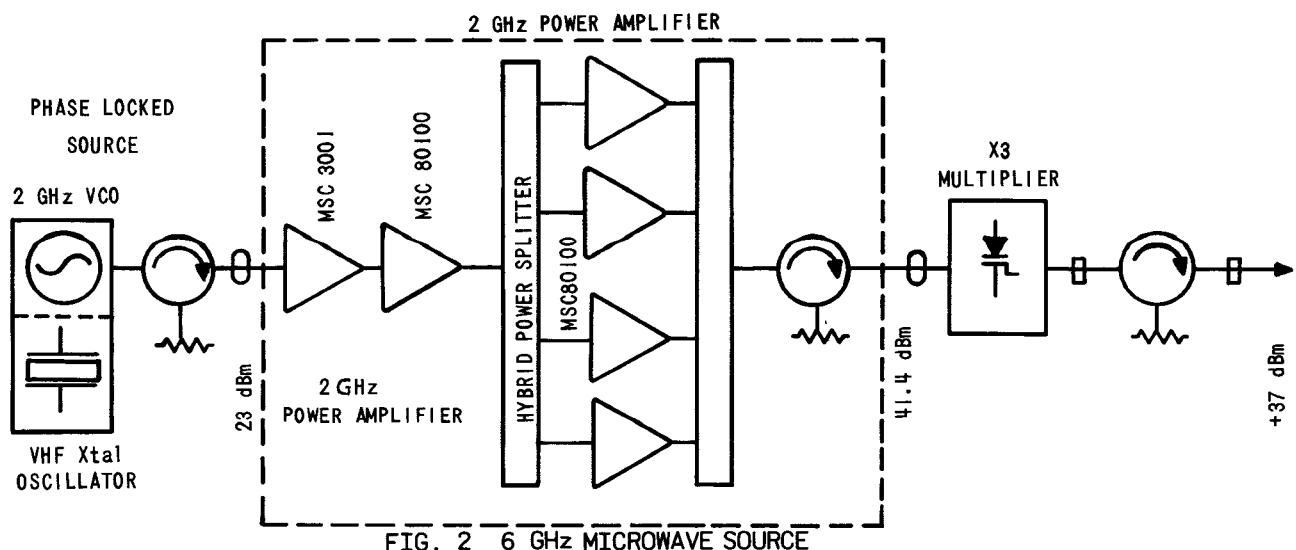 2 GHz POWER AMPLIFIER
PHASE LOCKED
SOURCE
2 GHz VCO
VHF Xtal
OSCILLATOR
23 dBm
MSC 3001
MSC 80100
2 GHz
POWER AMPLIFIER
HYBRID POWER SPLITTER
MSC80100
41.4 dBm
X3
MULTIPLIER
+37 dBm
FIG. 2 6 GHz MICROWAVE SOURCE